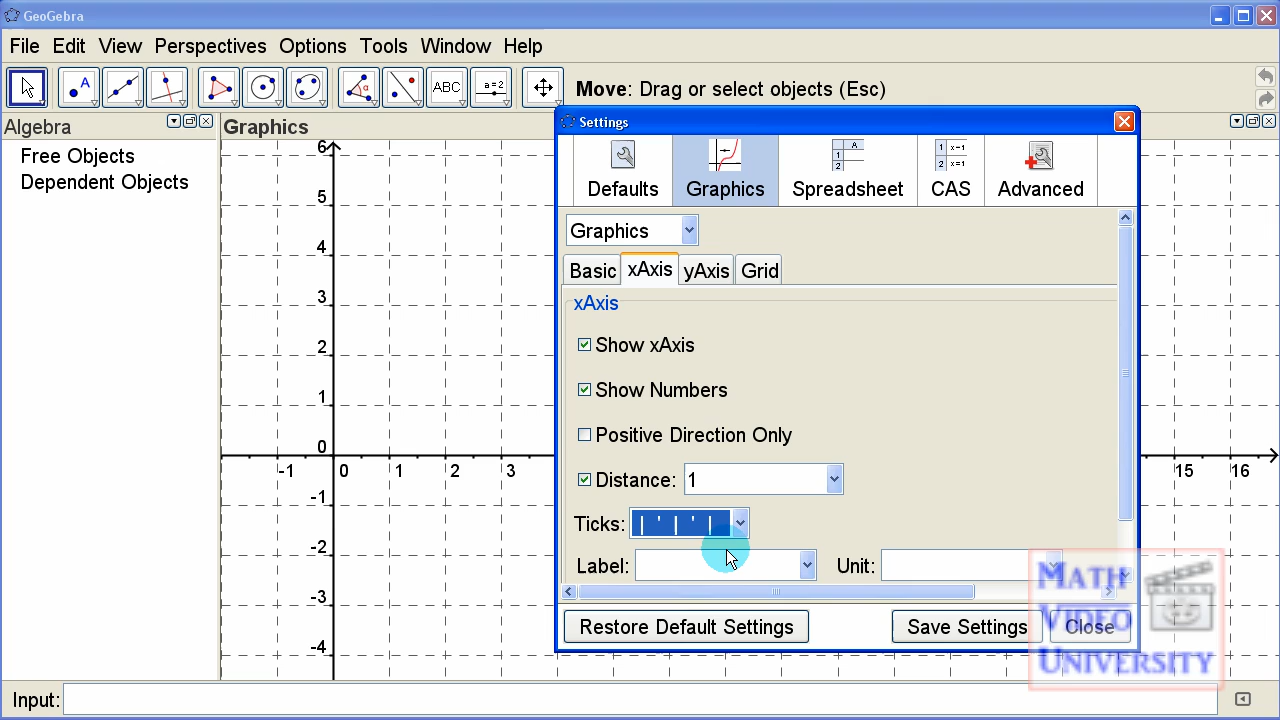 GeoGebra
File Edit View Perspectives Options Tools Window Help
A ABC a=2 Move: Drag or select objects (Esc)
Algebra Graphics
Free Objects
Dependent Objects
6
5
4
3
2
1
0
-1 0 1 2 3 15 16
-1
-2
-3
-4
Settings
Defaults Graphics Spreadsheet CAS Advanced
Graphics
Basic xAxis yAxis Grid
xAxis
Show xAxis
Show Numbers
Positive Direction Only
Distance: 1
Ticks: | ' | ' |
Label: Unit:
Restore Default Settings Save Settings Close
MATH
VIDEO
UNIVERSITY
Input: